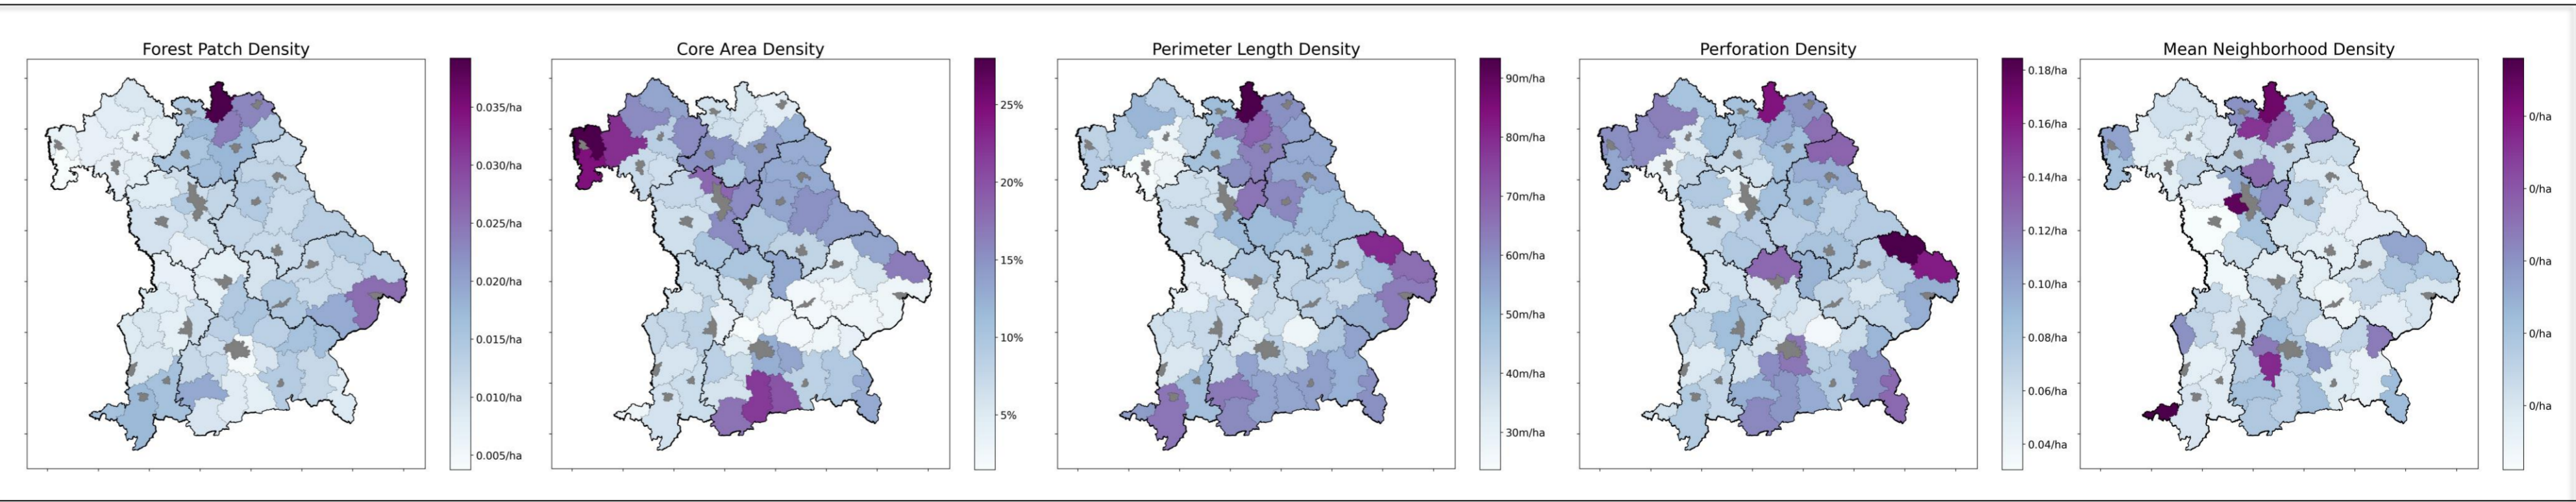 Forest Patch Density
0.035/ha
0.030/ha
0.025/ha
0.020/ha
0.015/ha
0.010/ha
0.005/ha
Core Area Density
25%
20%
15%
10%
5%
Perimeter Length Density
90m/ha
80m/ha
70m/ha
60m/ha
50m/ha
40m/ha
30m/ha
Perforation Density
0.18/ha
0.16/ha
0.14/ha
0.12/ha
0.10/ha
0.08/ha
0.06/ha
0.04/ha
Mean Neighborhood Density
0/ha
0/ha
0/ha
0/ha
0/ha